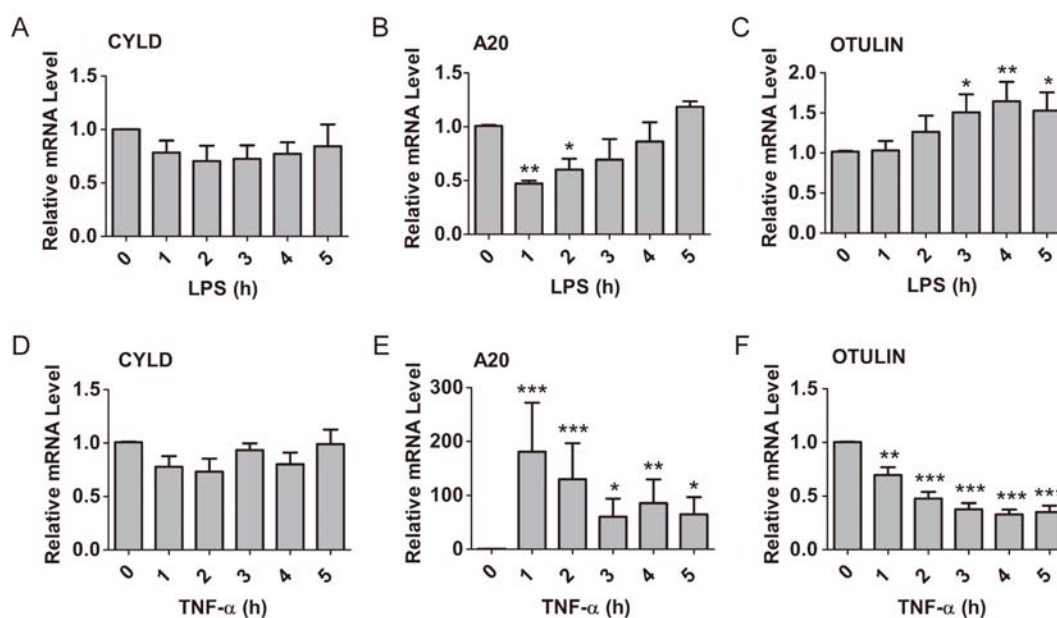 A
CYLD
Relative mRNA Level
1.5
1.0
0.5
0.0
0 1 2 3 4 5
LPS (h)
B
A20
Relative mRNA Level
1.5
1.0
0.5
0
** *
0 1 2 3 4 5
LPS (h)
C
OTULIN
Relative mRNA Level
2.0
1.5
1.0
0.5
0.0
* ** *
0 1 2 3 4 5
LPS (h)
D
CYLD
Relative mRNA Level
1.5
1.0
0.5
0.0
0 1 2 3 4 5
TNF-α (h)
E
A20
Relative mRNA Level
300
200
100
0
*** *** * ** *
0 1 2 3 4 5
TNF-α (h)
F
OTULIN
Relative mRNA Level
1.5
1.0
0.5
0.0
** *** *** *** ***
0 1 2 3 4 5
TNF-α (h)